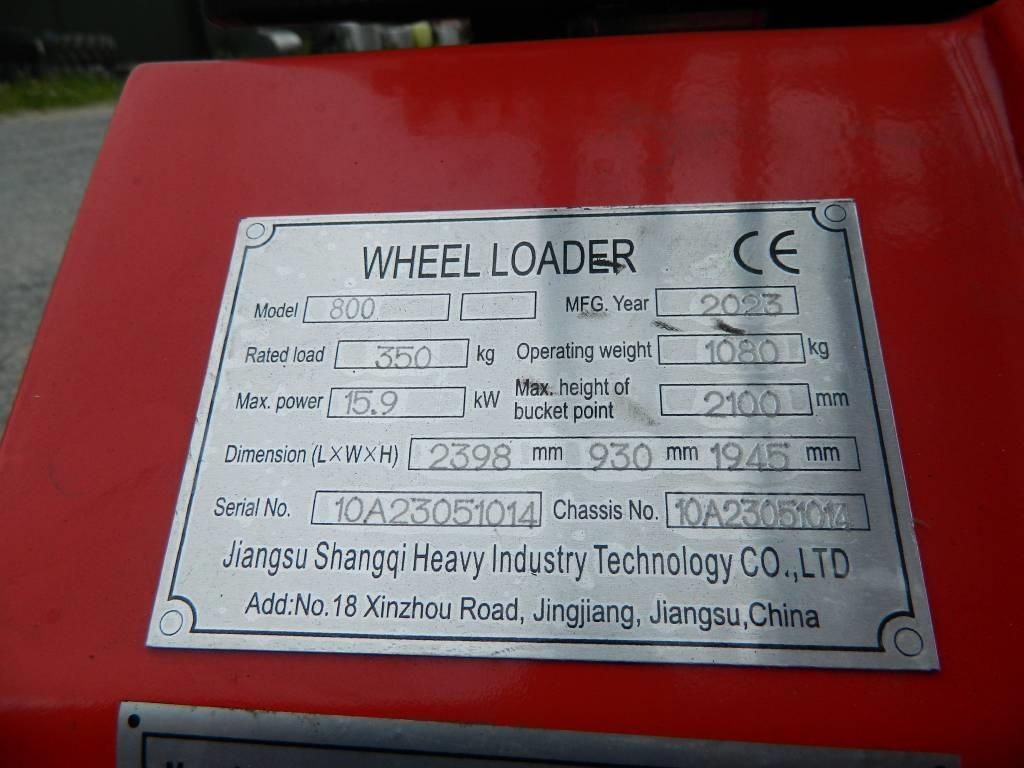 WHEEL LOADER CE
Model 800 MFG. Year 2023
Rated load 350 kg Operating weight 1080 kg
Max. power 15.9 kW Max. height of bucket point 2100 mm
Dimension (L×W×H) 2398 mm 930 mm 1945 mm
Serial No. 10A23051014 Chassis No. 10A23051014
Jiangsu Shangqi Heavy Industry Technology CO.,LTD
Add:No.18 Xinzhou Road, Jingjiang, Jiangsu,China